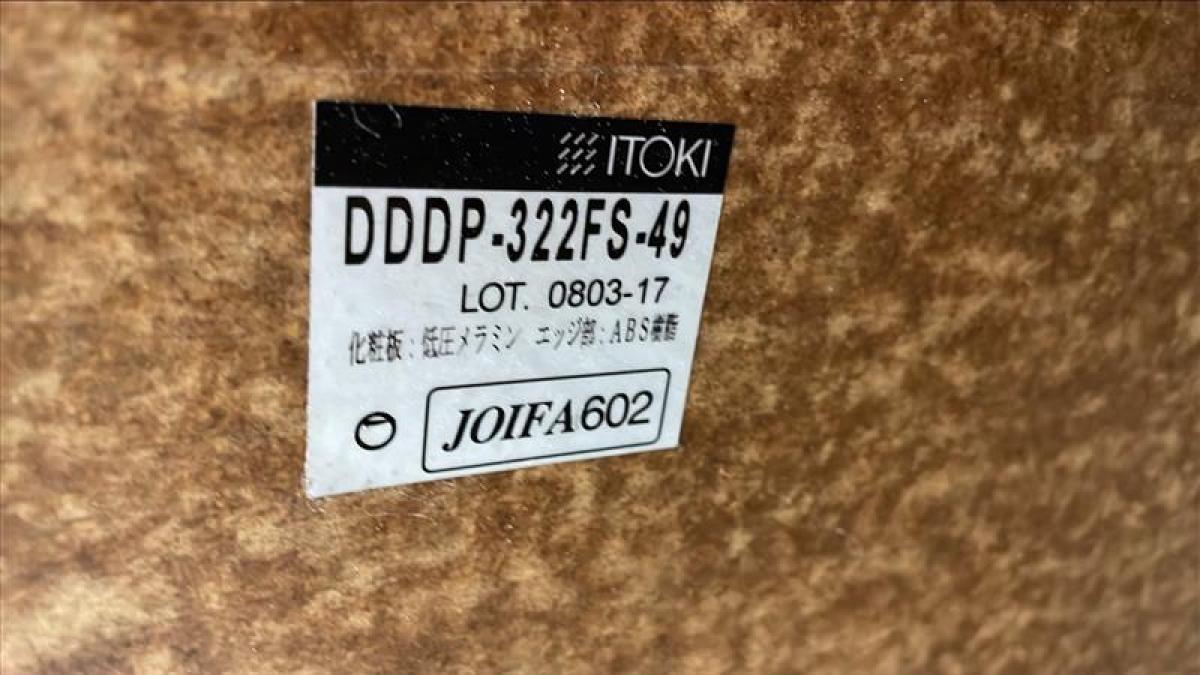 ITOKI
DDDP-322FS-49
LOT. 0803-17
化粧板：低圧メラミン エッジ部：ABS樹脂
JOIFA602